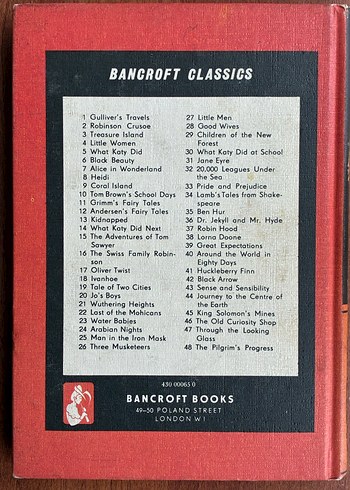 BANCROFT CLASSICS
1 Gulliver's Travels
2 Robinson Crusoe
3 Treasure Island
4 Little Women
5 What Katy Did
6 Black Beauty
7 Alice in Wonderland
8 Heidi
9 Coral Island
10 Tom Brown's School Days
11 Grimm's Fairy Tales
12 Andersen's Fairy Tales
13 Kidnapped
14 What Katy Did Next
15 The Adventures of Tom
Sawyer
16 The Swiss Family Robin-
son
17 Oliver Twist
18 Ivanhoe
19 Tale of Two Cities
20 Jo's Boys
21 Wuthering Heights
22 Last of the Mohicans
23 Water Babies
24 Arabian Nights
25 Man in the Iron Mask
26 Three Musketeers
27 Little Men
28 Good Wives
29 Children of the New
Forest
30 What Katy Did at School
31 Jane Eyre
32 20,000 Leagues Under
the Sea
33 Pride and Prejudice
34 Lamb's Tales from Shake-
speare
35 Ben Hur
36 Dr. Jekyll and Mr. Hyde
37 Robin Hood
38 Lorna Doone
39 Great Expectations
40 Around the World in
Eighty Days
41 Huckleberry Finn
42 Black Arrow
43 Sense and Sensibility
44 Journey to the Centre of
the Earth
45 King Solomon's Mines
46 The Old Curiosity Shop
47 Through the Looking
Glass
48 The Pilgrim's Progress
430 00065 0
BANCROFT BOOKS
49-50 POLAND STREET
LONDON W1